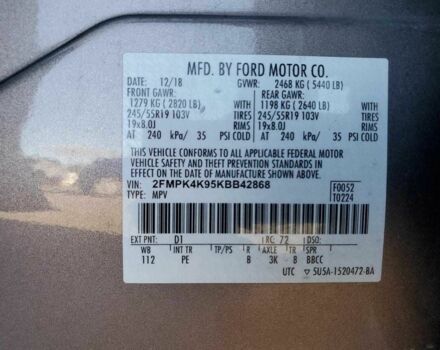 MFD. BY FORD MOTOR CO.
DATE: 12/18 GVWR: 2468 KG ( 5440 LB)
FRONT GAWR: REAR GAWR:
1279 KG ( 2820 LB) WITH 1198 KG ( 2640 LB) WITH
245/55R19 103V TIRES 245/55R19 103V TIRES
19x8.0J RIMS 19x8.0J RIMS
AT 240 kPa/ 35 PSI COLD AT 240 kPa/ 35 PSI COLD
THIS VEHICLE CONFORMS TO ALL APPLICABLE FEDERAL MOTOR
VEHICLE SAFETY AND THEFT PREVENTION STANDARDS IN
EFFECT ON THE DATE OF MANUFACTURE SHOWN ABOVE.
VIN: 2FMPK4K95KBB42868 F0052
TYPE: MPV T0224
EXT PNT: D1 RC: 72 DSO:
WB INT TR TP/PS R AXLE TR SPR
112 PE B 3K 8 BBCC
UTC 5U5A-1520472-BA